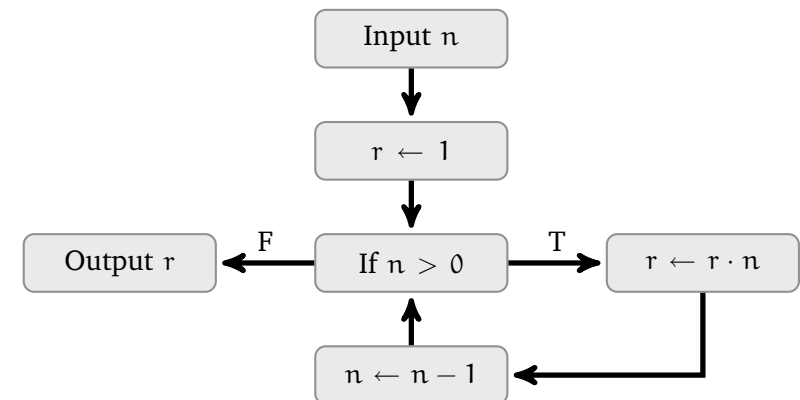 Input n
r ← 1
F
T
Output r
If n > 0
r ← r · n
n ← n − 1